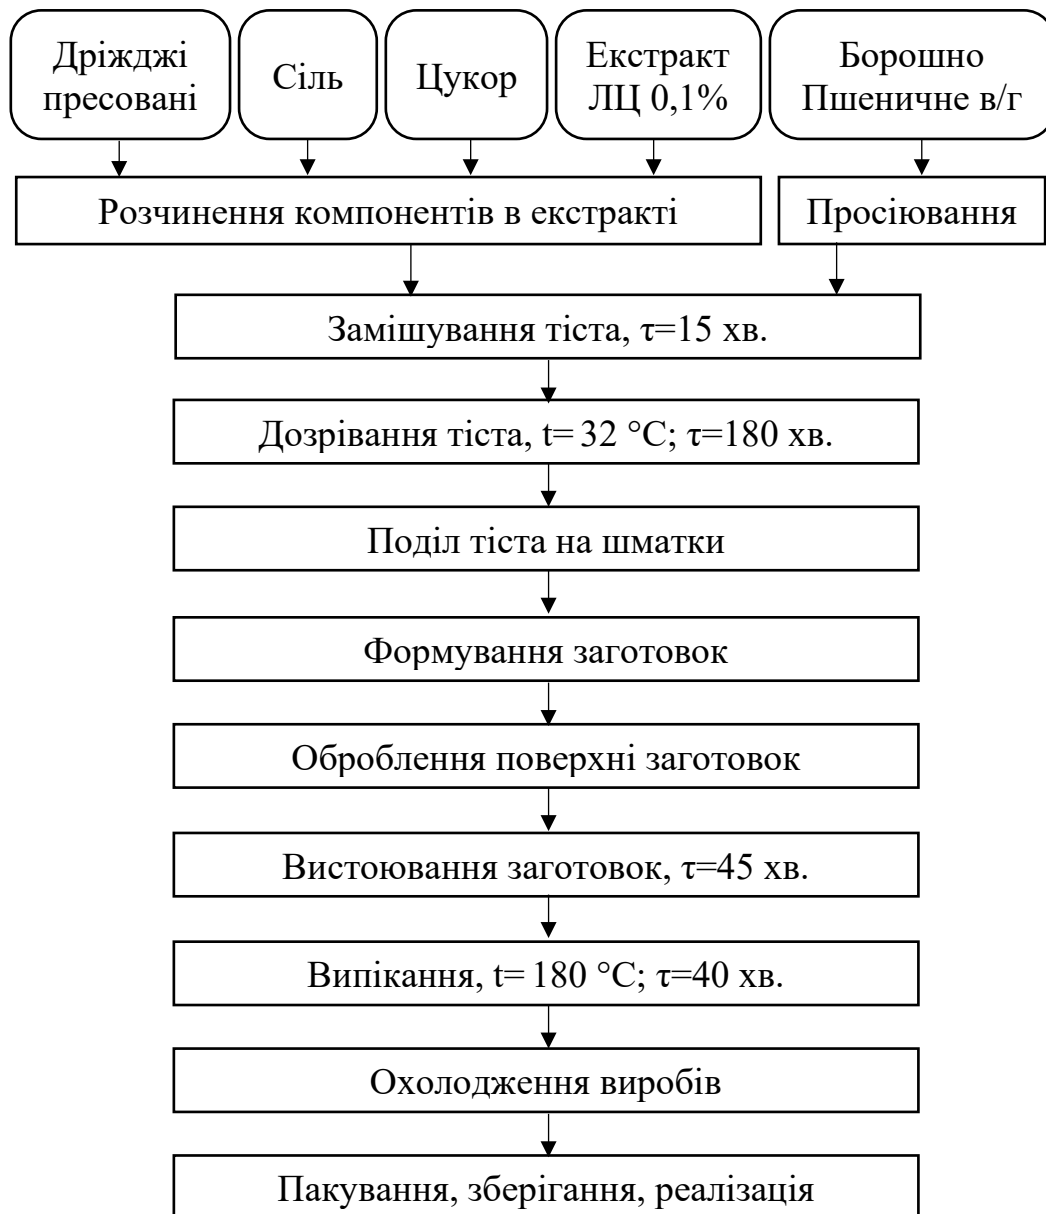 Дріжджі
пресовані
Сіль
Цукор
Екстракт
ЛЦ 0,1%
Борошно
Пшеничне в/г
Розчинення компонентів в екстракті
Просіювання
Замішування тіста, τ=15 хв.
Дозрівання тіста, t= 32 °С; τ=180 хв.
Поділ тіста на шматки
Формування заготовок
Оброблення поверхні заготовок
Вистоювання заготовок, τ=45 хв.
Випікання, t= 180 °С; τ=40 хв.
Охолодження виробів
Пакування, зберігання, реалізація